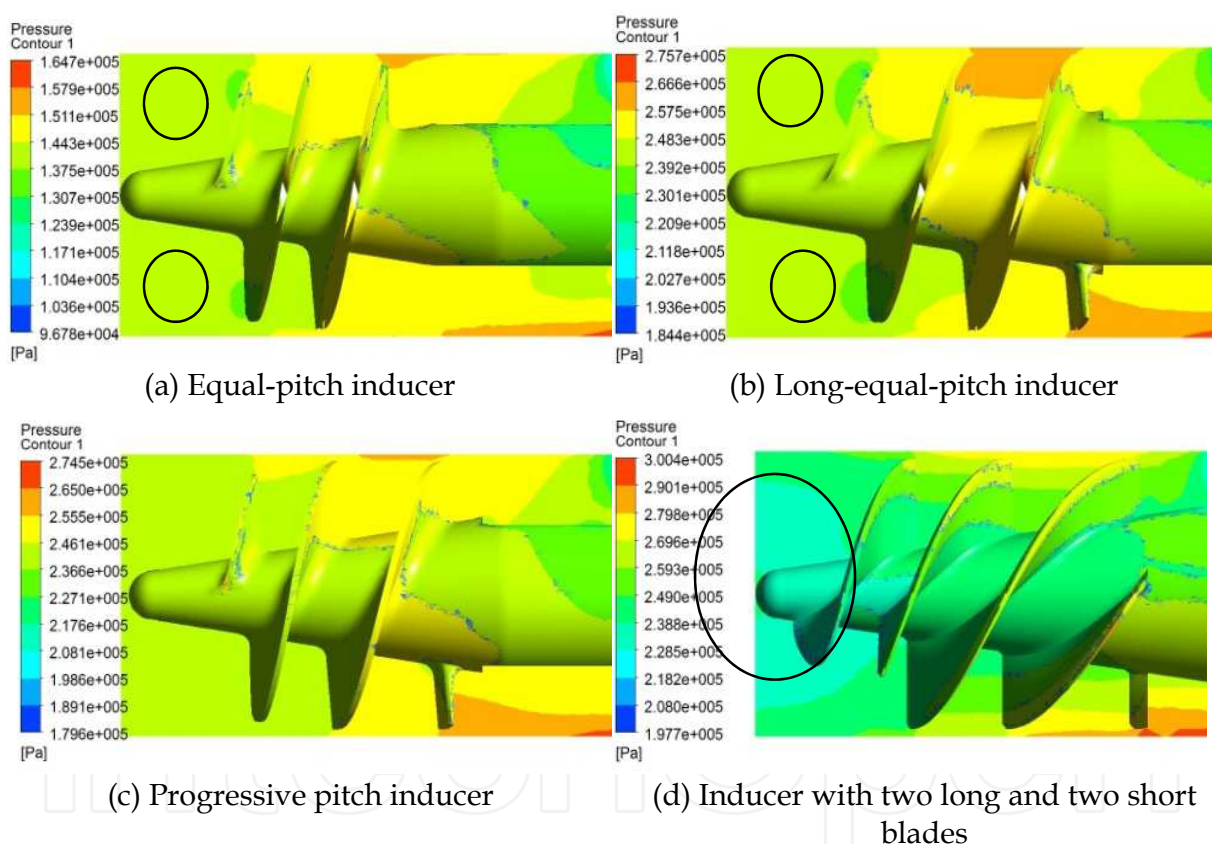 Pressure
Contour 1
1.647e+005
1.579e+005
1.511e+005
1.443e+005
1.375e+005
1.307e+005
1.239e+005
1.171e+005
1.104e+005
1.036e+005
9.678e+004
[Pa]
(a) Equal-pitch inducer
Pressure
Contour 1
2.757e+005
2.666e+005
2.575e+005
2.483e+005
2.392e+005
2.301e+005
2.209e+005
2.118e+005
2.027e+005
1.936e+005
1.844e+005
[Pa]
(b) Long-equal-pitch inducer
Pressure
Contour 1
2.745e+005
2.650e+005
2.555e+005
2.461e+005
2.366e+005
2.271e+005
2.176e+005
2.081e+005
1.986e+005
1.891e+005
1.796e+005
[Pa]
(c) Progressive pitch inducer
Pressure
Contour 1
3.004e+005
2.901e+005
2.798e+005
2.696e+005
2.593e+005
2.490e+005
2.388e+005
2.285e+005
2.182e+005
2.080e+005
1.977e+005
[Pa]
(d) Inducer with two long and two short
blades